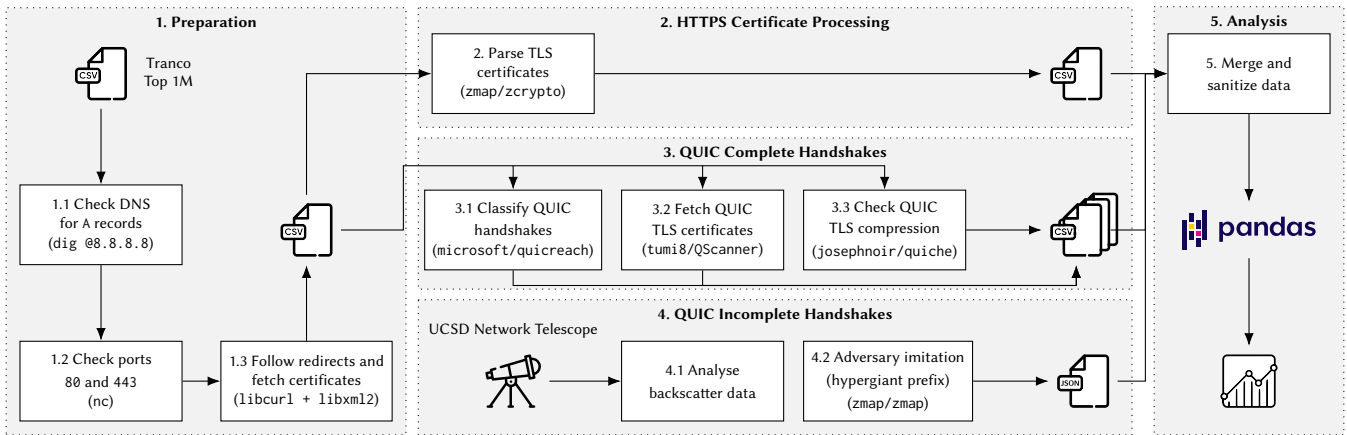 1. Preparation
CSV
Tranco
Top 1M
1.1 Check DNS
for A records
(dig @8.8.8.8)
1.2 Check ports
80 and 443
(nc)
1.3 Follow redirects and
fetch certificates
(libcurl + libxml2)
CSV
2. HTTPS Certificate Processing
2. Parse TLS
certificates
(zmap/zcrypto)
CSV
3. QUIC Complete Handshakes
3.1 Classify QUIC
handshakes
(microsoft/quicreach)
3.2 Fetch QUIC
TLS certificates
(tumi8/QScanner)
3.3 Check QUIC
TLS compression
(josephnoir/quiche)
CSV
4. QUIC Incomplete Handshakes
UCSD Network Telescope
4.1 Analyse
backscatter data
4.2 Adversary imitation
(hypergiant prefix)
(zmap/zmap)
JSON
5. Analysis
5. Merge and
sanitize data
pandas